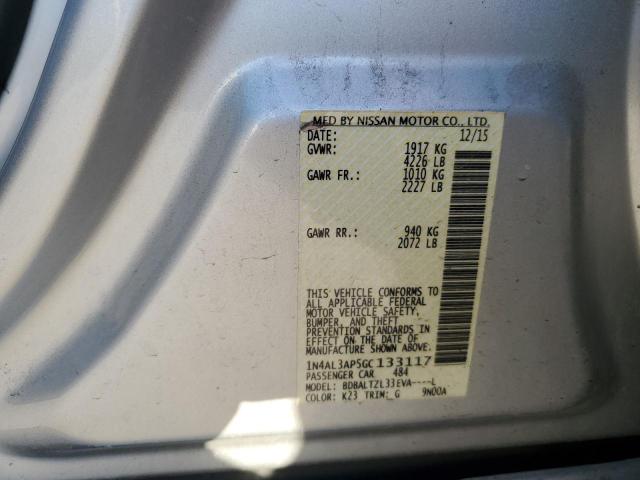 MFD BY NISSAN MOTOR CO., LTD.
DATE: 12/15
GVWR: 1917 KG
4226 LB
GAWR FR.: 1010 KG
2227 LB
GAWR RR.: 940 KG
2072 LB
THIS VEHICLE CONFORMS TO
ALL APPLICABLE FEDERAL
MOTOR VEHICLE SAFETY,
BUMPER, AND THEFT
PREVENTION STANDARDS IN
EFFECT ON THE DATE OF
MANUFACTURE SHOWN ABOVE.
1N4AL3AP5GC133117
PASSENGER CAR 484
MODEL: BDBALTZL33EVA----L
COLOR: K23 TRIM: G 9N00A